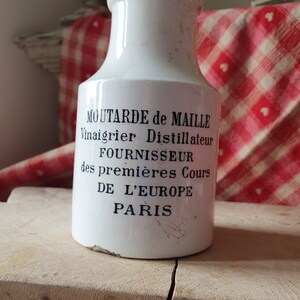 MOUTARDE de MAILLE
Vinaigrier Distillateur
FOURNISSEUR
des premières Cours
DE L'EUROPE
PARIS